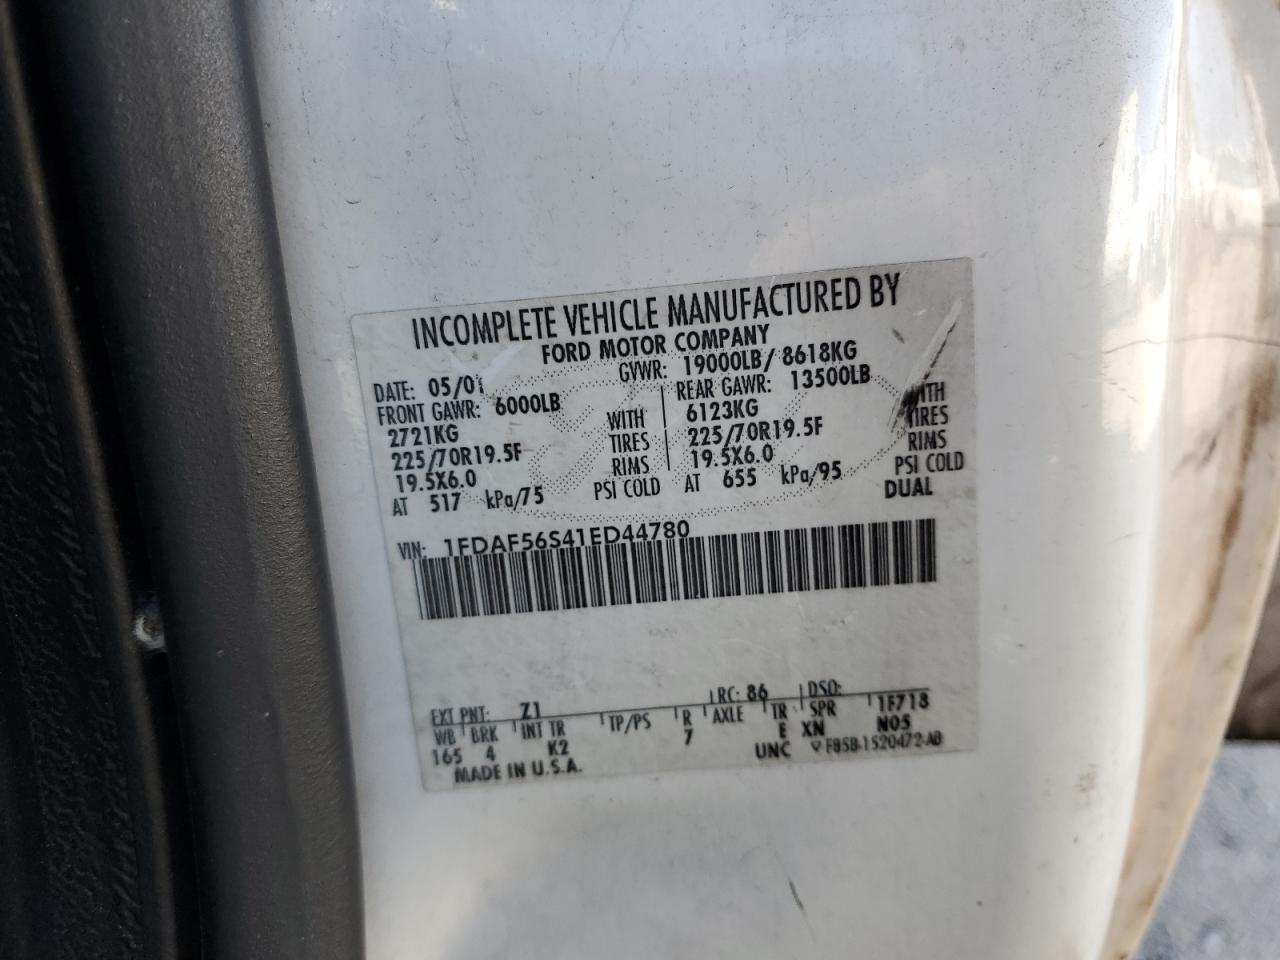 INCOMPLETE VEHICLE MANUFACTURED BY
FORD MOTOR COMPANY
DATE: 05/01 GVWR: 19000LB/ 8618KG
FRONT GAWR: 6000LB REAR GAWR: 13500LB
2721KG WITH 6123KG WITH
225/70R19.5F TIRES 225/70R19.5F TIRES
19.5X6.0 RIMS 19.5X6.0 RIMS
AT 517 kPa/75 PSI COLD AT 655 kPa/95 PSI COLD
DUAL
VIN: 1FDAF56S41ED44780
EXT PNT: Z1 RC: 86 DSO:
WB BRK INT TR TP/PS R AXLE TR SPR 1F718
165 4 K2 7 E XN N05
MADE IN U.S.A. UNC F85B-1520472-AB